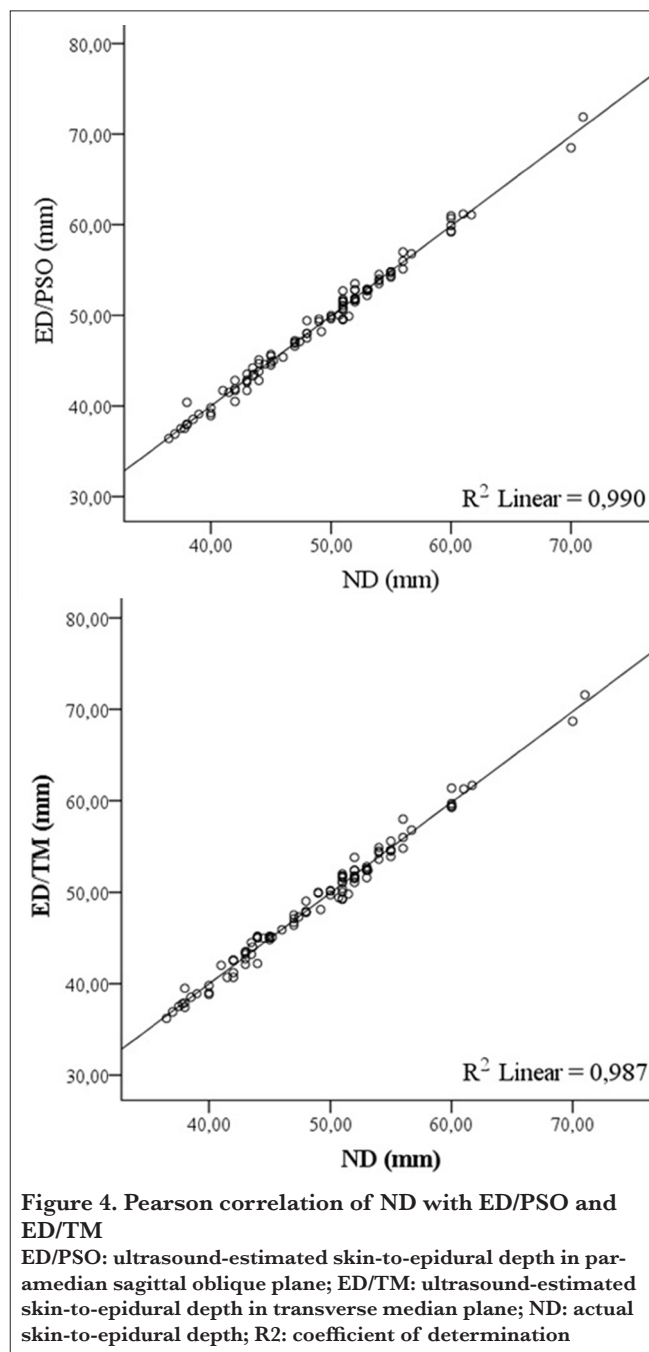 80,00
70,00
60,00
50,00
40,00
30,00
ED/PSO (mm)
R² Linear = 0,990
40,00 50,00 60,00 70,00
ND (mm)
80,00
70,00
60,00
50,00
40,00
30,00
ED/TM (mm)
R² Linear = 0,987
40,00 50,00 60,00 70,00
ND (mm)
Figure 4. Pearson correlation of ND with ED/PSO and
ED/TM
ED/PSO: ultrasound-estimated skin-to-epidural depth in par-
amedian sagittal oblique plane; ED/TM: ultrasound-estimated
skin-to-epidural depth in transverse median plane; ND: actual
skin-to-epidural depth; R2: coefficient of determination